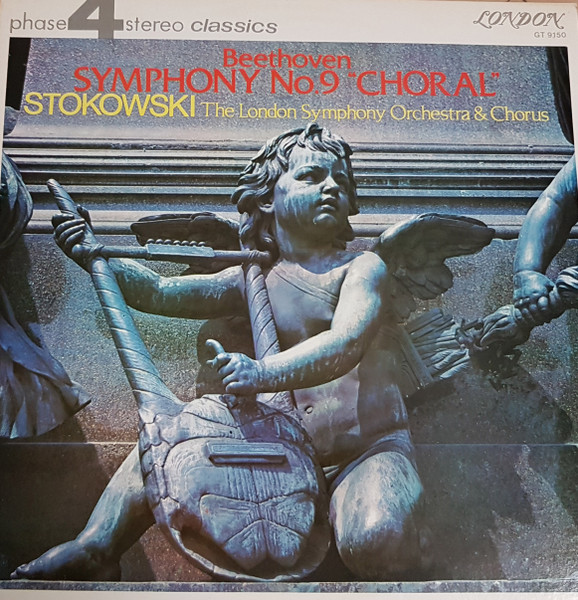 phase 4 stereo classics
LONDON
GT 9150
Beethoven
SYMPHONY No.9 "CHORAL"
STOKOWSKI The London Symphony Orchestra & Chorus